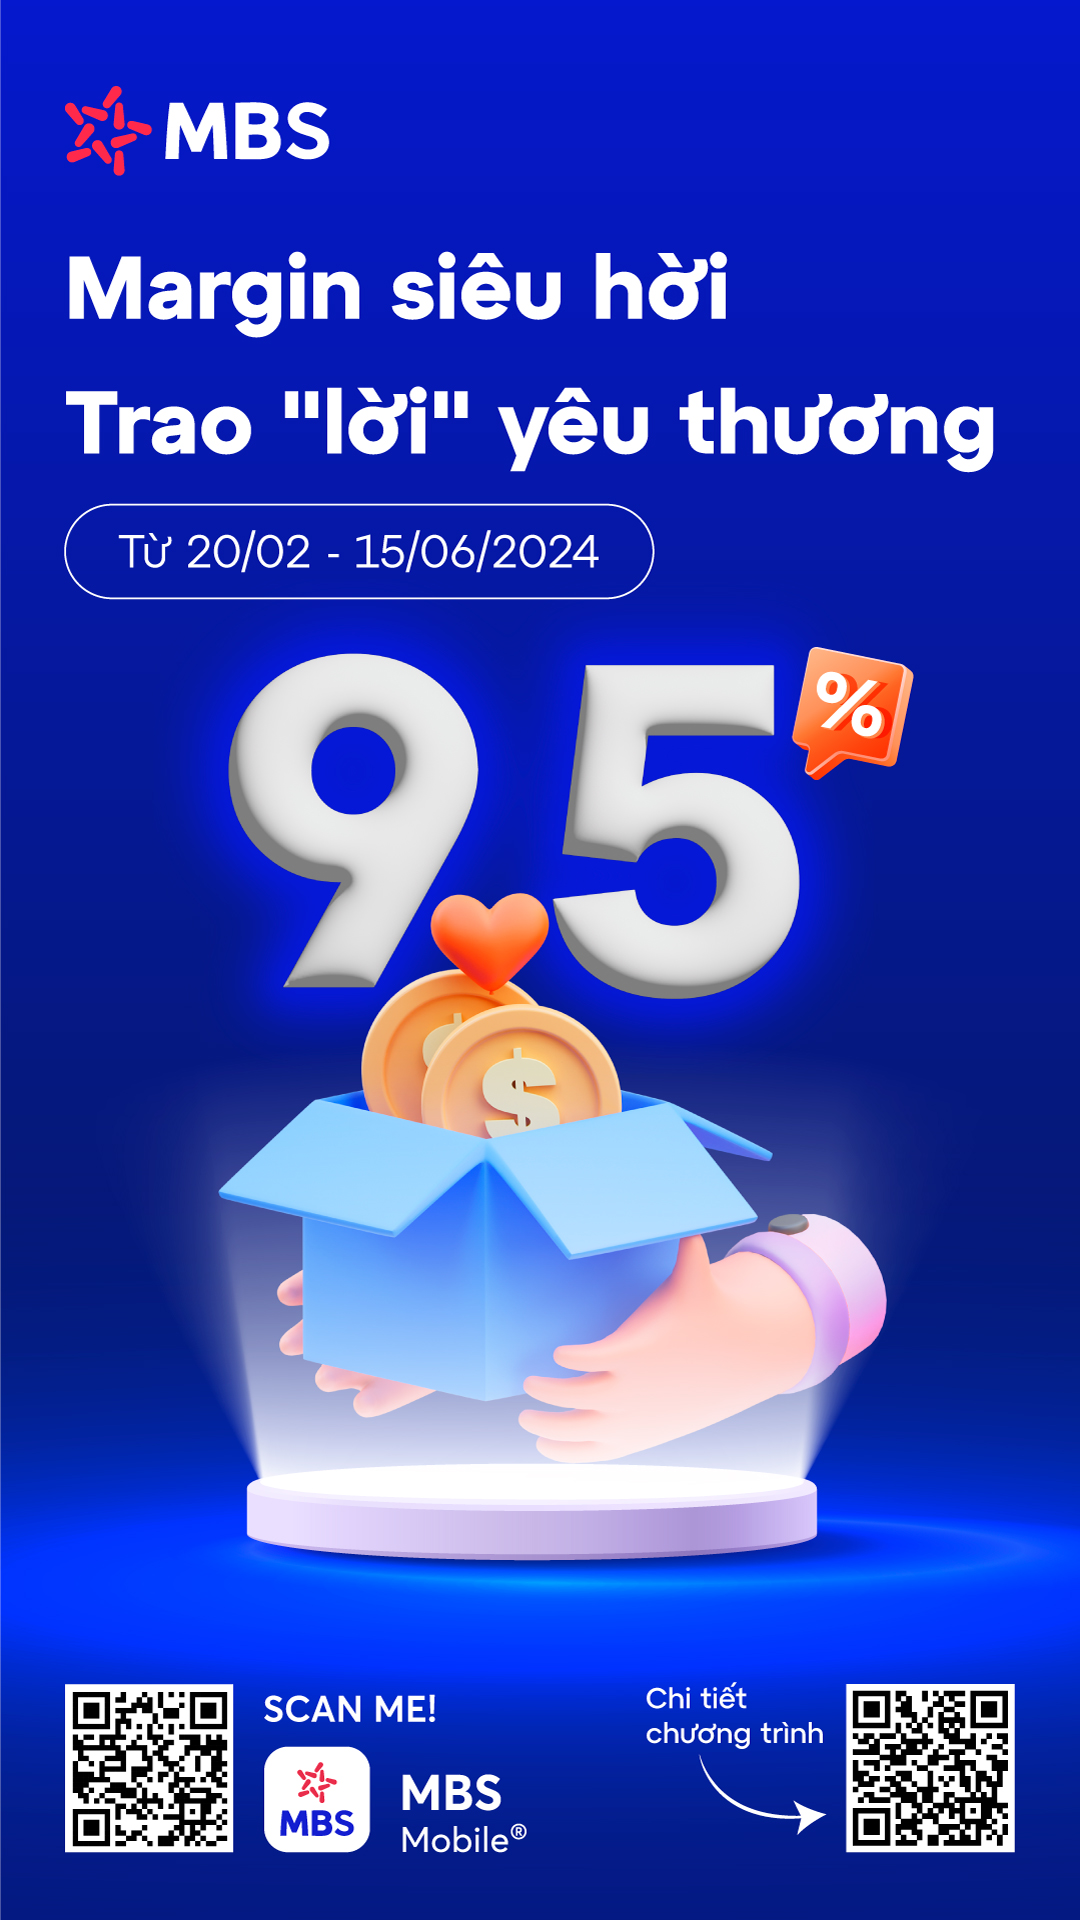 MBS
Margin siêu hời
Trao "lời" yêu thương
Từ 20/02 - 15/06/2024
9,5
%
$
$
SCAN ME!
MBS
MBS
Mobile®
Chi tiết
chương trình